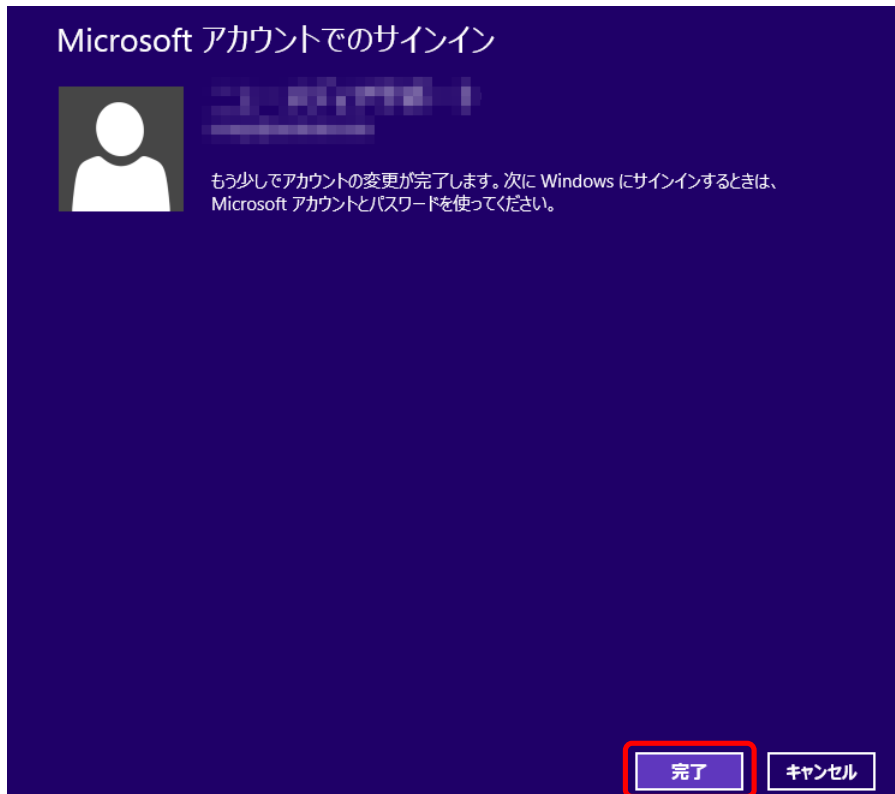 Microsoft アカウントでのサインイン
もう少しでアカウントの変更が完了します。次に Windows にサインインするときは、
Microsoft アカウントとパスワードを使ってください。
完了
キャンセル